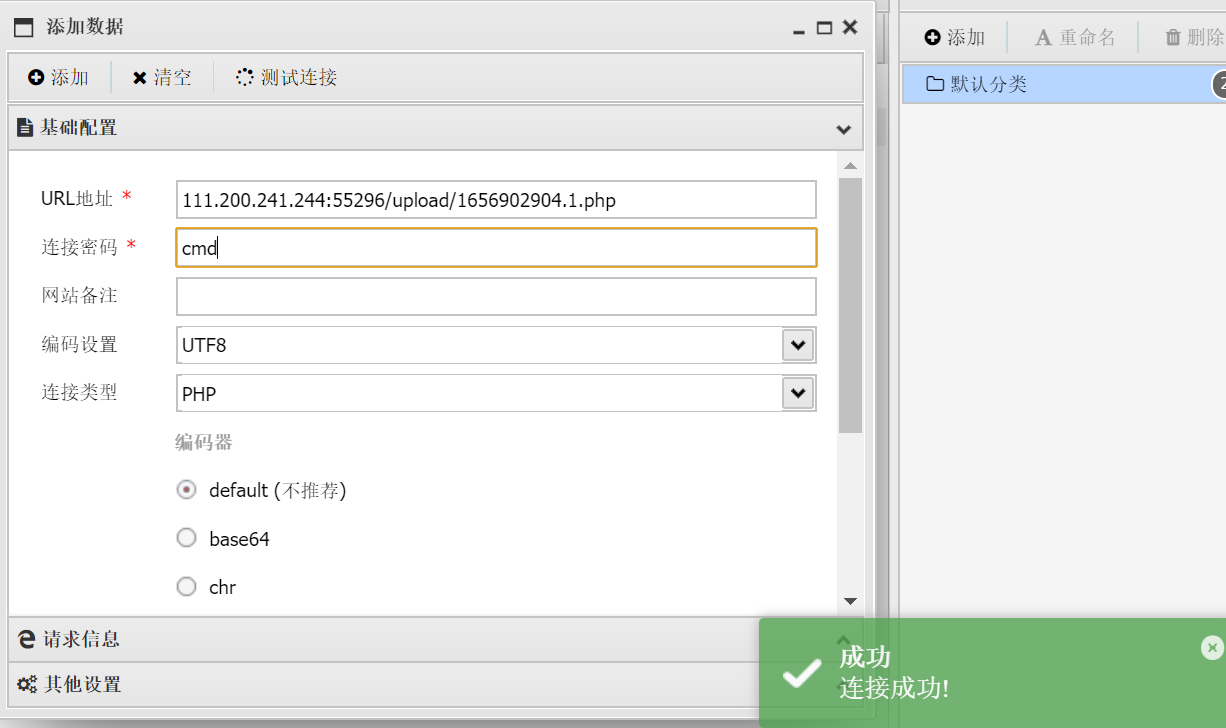 添加数据
添加 清空 测试连接
基础配置
URL地址 * 111.200.241.244:55296/upload/1656902904.1.php
连接密码 * cmd
网站备注
编码设置 UTF8
连接类型 PHP
编码器
default (不推荐)
base64
chr
请求信息
其他设置
添加 重命名 删除
默认分类
成功
连接成功!